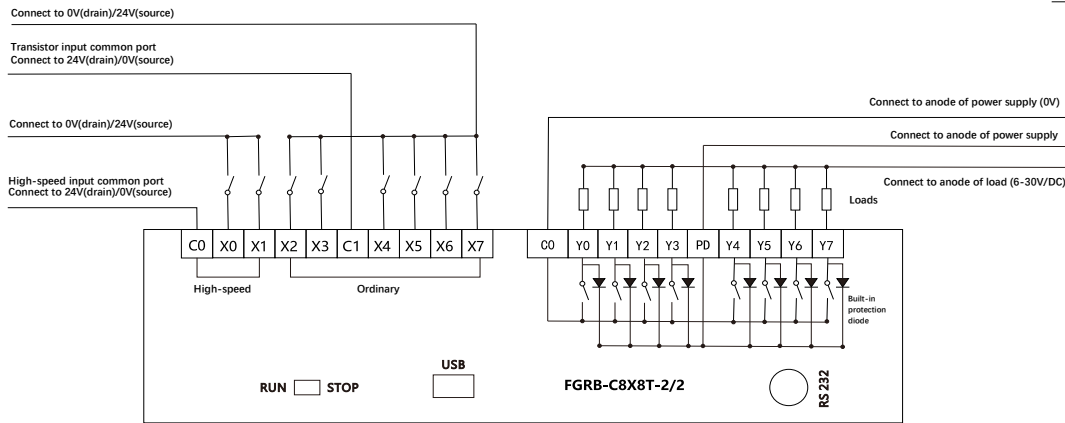 Connect to 0V(drain)/24V(source)
Transistor input common port
Connect to 24V(drain)/0V(source)
Connect to 0V(drain)/24V(source)
High-speed input common port
Connect to 24V(drain)/0V(source)
Connect to anode of power supply (0V)
Connect to anode of power supply
Connect to anode of load (6-30V/DC)
Loads
C0 X0 X1 X2 X3 C1 X4 X5 X6 X7
C0 Y0 Y1 Y2 Y3 PD Y4 Y5 Y6 Y7
High-speed
Ordinary
Built-in
protection
diode
USB
RUN STOP
FGRB-C8X8T-2/2
RS 232